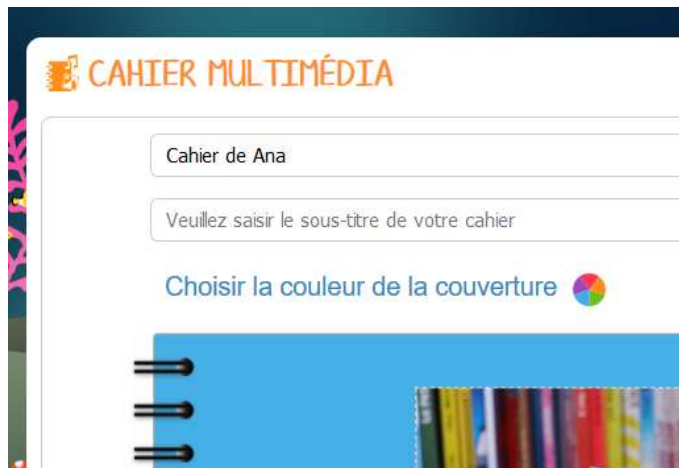 CAHIER MULTIMÉDIA
Cahier de Ana
Veuillez saisir le sous-titre de votre cahier
Choisir la couleur de la couverture